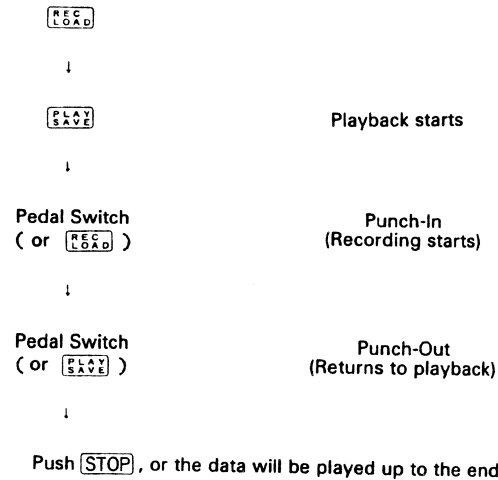 REC LOAD
↓
PLAY SAVE Playback starts
↓
Pedal Switch Punch-In
( or REC LOAD ) (Recording starts)
↓
Pedal Switch Punch-Out
( or PLAY SAVE ) (Returns to playback)
↓
Push STOP, or the data will be played up to the end